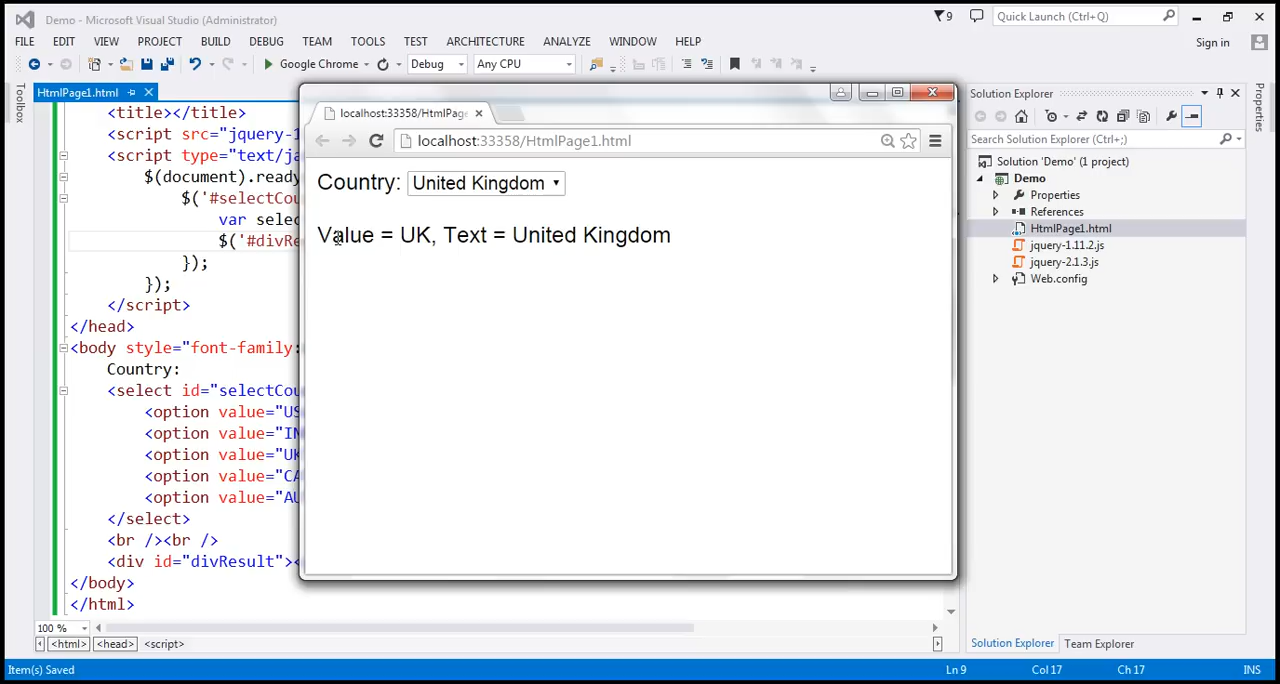 Demo - Microsoft Visual Studio (Administrator)
9
Quick Launch (Ctrl+Q)
FILE EDIT VIEW PROJECT BUILD DEBUG TEAM TOOLS TEST ARCHITECTURE ANALYZE WINDOW HELP
Sign in
Google Chrome
Debug
Any CPU
Toolbox
HtmlPage1.html
<title></title>
<script src="jquery-1
<script type="text/ja
$(document).ready
$('#selectCou
var selec
$('#divRe
});
});
</script>
</head>
<body style="font-family:
Country:
<select id="selectCou
<option value="US
<option value="IN
<option value="UK
<option value="CA
<option value="AU
</select>
<br /><br />
<div id="divResult"><
</body>
</html>
100 %
<html> <head> <script>
localhost:33358/HtmlPage
localhost:33358/HtmlPage1.html
Country: United Kingdom
Value = UK, Text = United Kingdom
Solution Explorer
Search Solution Explorer (Ctrl+;)
Solution 'Demo' (1 project)
Demo
Properties
References
HtmlPage1.html
jquery-1.11.2.js
jquery-2.1.3.js
Web.config
Solution Explorer Team Explorer
Properties
Item(s) Saved
Ln 9 Col 17 Ch 17 INS